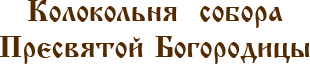 Колокольня собора
Пресвятой Богородицы